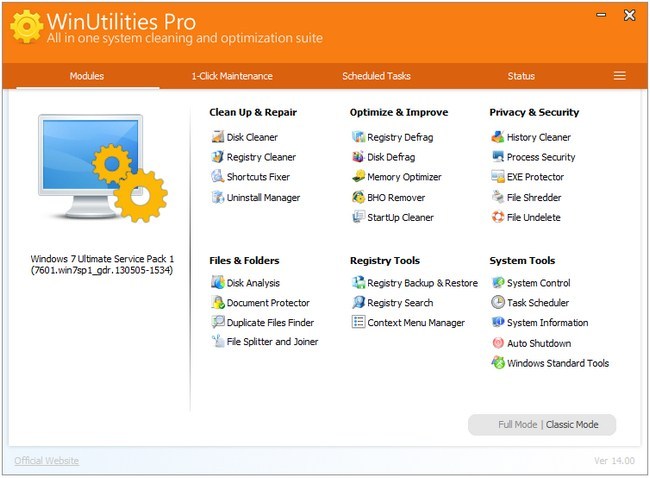 WinUtilities Pro
All in one system cleaning and optimization suite
Modules
1-Click Maintenance
Scheduled Tasks
Status
Windows 7 Ultimate Service Pack 1
(7601.win7sp1_gdr.130505-1534)
Clean Up & Repair
Disk Cleaner
Registry Cleaner
Shortcuts Fixer
Uninstall Manager
Optimize & Improve
Registry Defrag
Disk Defrag
Memory Optimizer
BHO Remover
StartUp Cleaner
Privacy & Security
History Cleaner
Process Security
EXE Protector
File Shredder
File Undelete
Files & Folders
Disk Analysis
Document Protector
Duplicate Files Finder
File Splitter and Joiner
Registry Tools
Registry Backup & Restore
Registry Search
Context Menu Manager
System Tools
System Control
Task Scheduler
System Information
Auto Shutdown
Windows Standard Tools
Full Mode | Classic Mode
Official Website
Ver 14.00